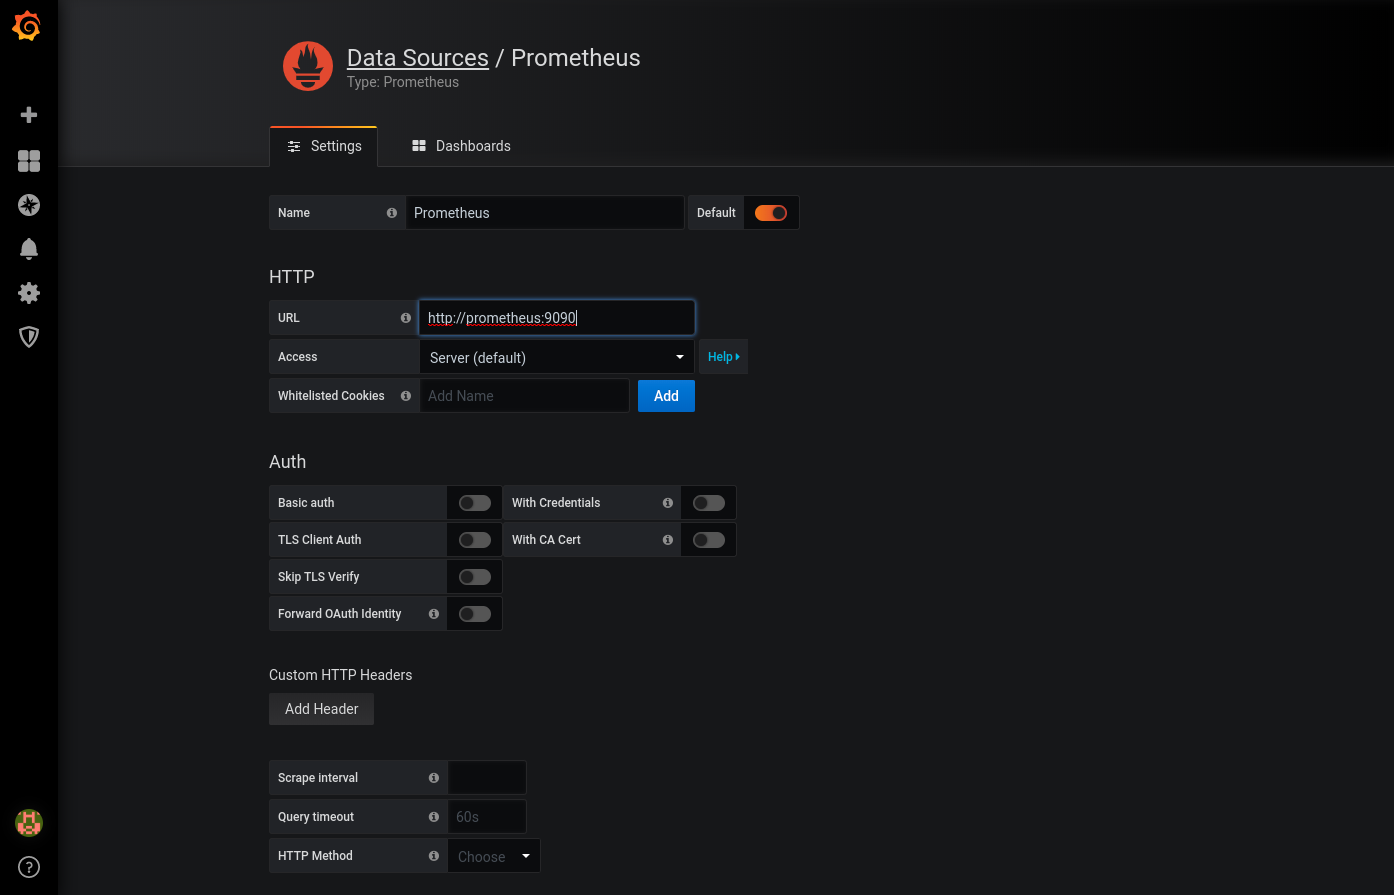 Data Sources / Prometheus
Type: Prometheus
Settings Dashboards
Name Prometheus Default
HTTP
URL http://prometheus:9090
Access Server (default) Help
Whitelisted Cookies Add Name Add
Auth
Basic auth With Credentials
TLS Client Auth With CA Cert
Skip TLS Verify
Forward OAuth Identity
Custom HTTP Headers
Add Header
Scrape interval
Query timeout 60s
HTTP Method Choose